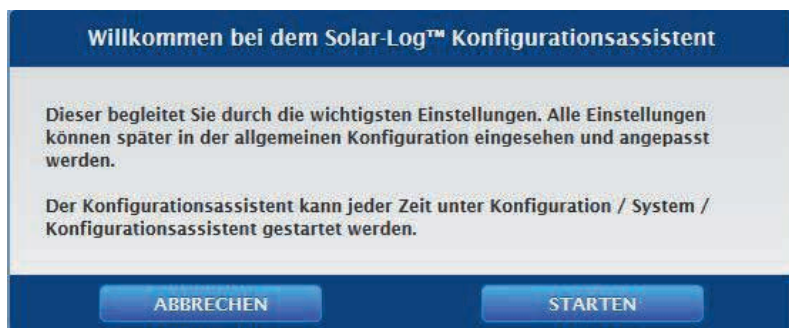 Willkommen bei dem Solar-Log™ Konfigurationsassistent
Dieser begleitet Sie durch die wichtigsten Einstellungen. Alle Einstellungen
können später in der allgemeinen Konfiguration eingesehen und angepasst
werden.
Der Konfigurationsassistent kann jeder Zeit unter Konfiguration / System /
Konfigurationsassistent gestartet werden.
ABBRECHEN
STARTEN